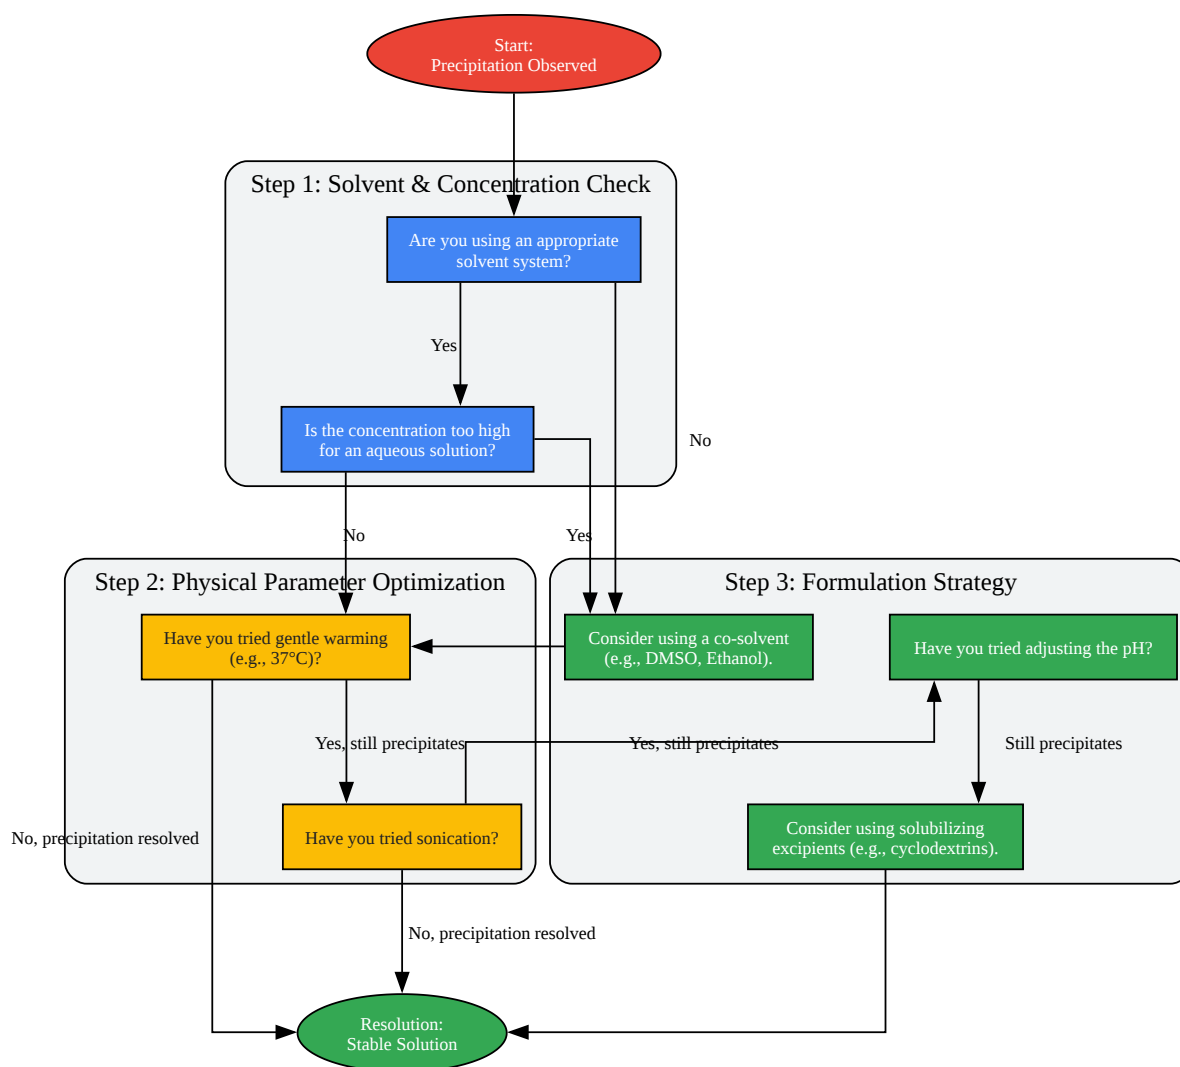 Start:
Precipitation Observed
Step 1: Solvent & Concentration Check
Are you using an appropriate
solvent system?
Yes
Is the concentration too high
for an aqueous solution?
No
No
Yes
Step 2: Physical Parameter Optimization
Step 3: Formulation Strategy
Have you tried gentle warming
(e.g., 37°C)?
Consider using a co-solvent
(e.g., DMSO, Ethanol).
Have you tried adjusting the pH?
Yes, still precipitates
Yes, still precipitates
Still precipitates
No, precipitation resolved
Have you tried sonication?
Consider using solubilizing
excipients (e.g., cyclodextrins).
No, precipitation resolved
Resolution:
Stable Solution